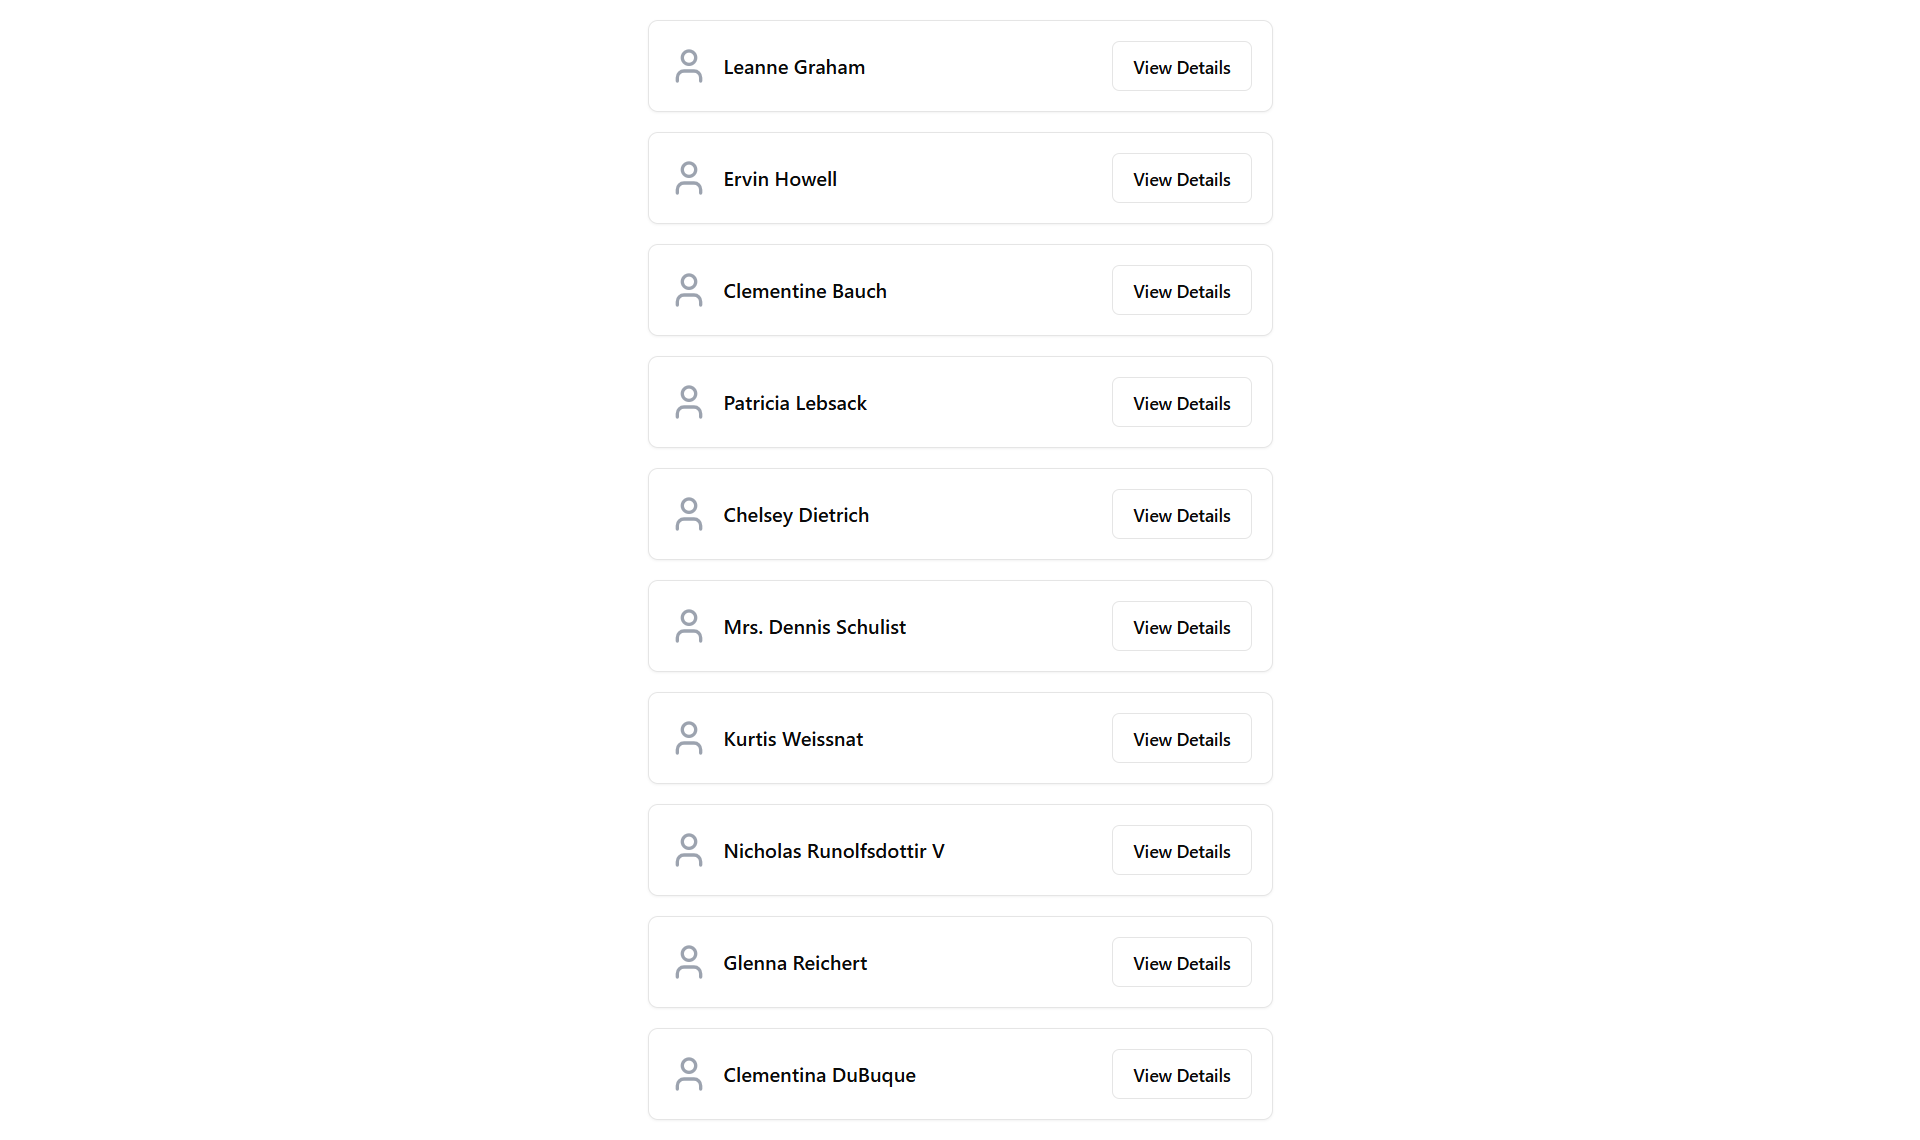 Leanne Graham
View Details
Ervin Howell
View Details
Clementine Bauch
View Details
Patricia Lebsack
View Details
Chelsey Dietrich
View Details
Mrs. Dennis Schulist
View Details
Kurtis Weissnat
View Details
Nicholas Runolfsdottir V
View Details
Glenna Reichert
View Details
Clementina DuBuque
View Details